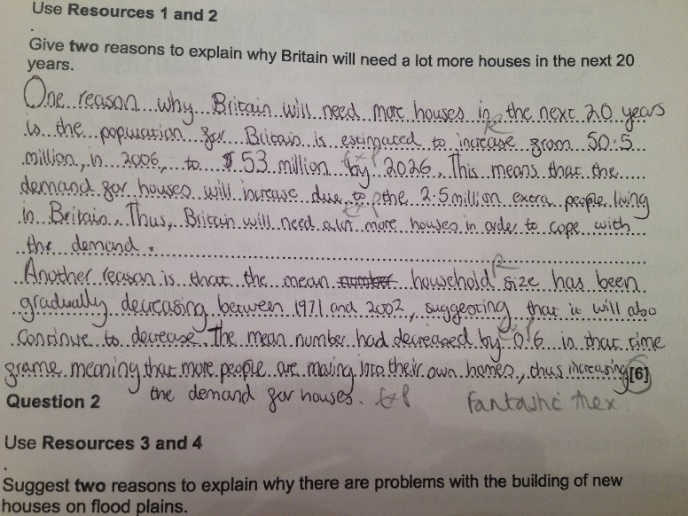 Use Resources 1 and 2
.
Give two reasons to explain why Britain will need a lot more houses in the next 20
years.
One reason why Britain will need more houses in the next 20 years
R
is the population for Britain is estimated to increase from 50.5
million, in 2006, to 53 million by 2026. This means that the
Exp
demand for houses will increase due to the 2.5 million extra people living
in Britain. Thus, Britain will need a lot more houses in order to cope with
the demand.
R
Another reason is that the mean number household size has been
gradually decreasing between 1971 and 2002, suggesting that it will also
continue to decrease. The mean number had decreased by 0.6 in that time
frame meaning that more people are moving into their own homes, thus increasing [6]
Question 2 the demand for houses. Exp Fantastic
Use Resources 3 and 4
.
Suggest two reasons to explain why there are problems with the building of new
houses on flood plains.